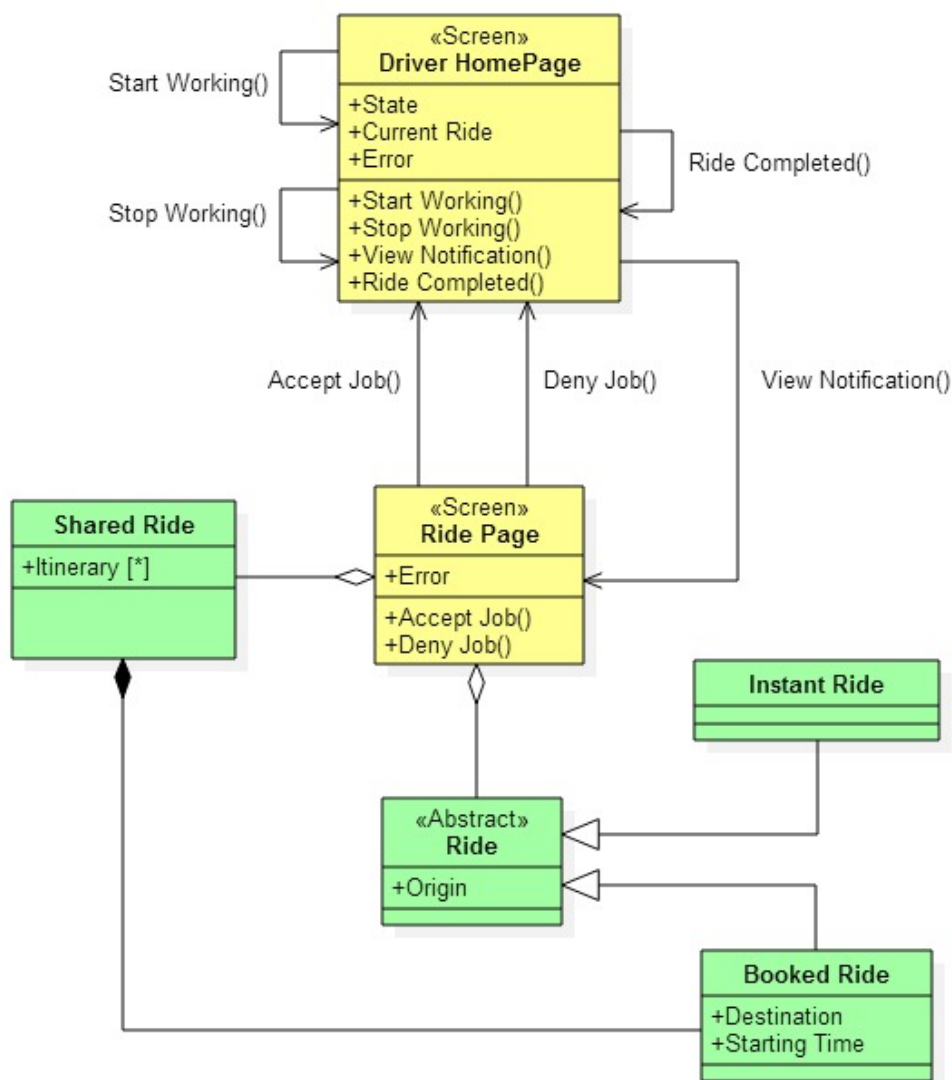 «Screen»
Driver HomePage
Start Working()
+State
+Current Ride
+Error
Ride Completed()
Stop Working()
+Start Working()
+Stop Working()
+View Notification()
+Ride Completed()
Accept Job()
Deny Job()
View Notification()
Shared Ride
+Itinerary [*]
«Screen»
Ride Page
+Error
+Accept Job()
+Deny Job()
Instant Ride
«Abstract»
Ride
+Origin
Booked Ride
+Destination
+Starting Time